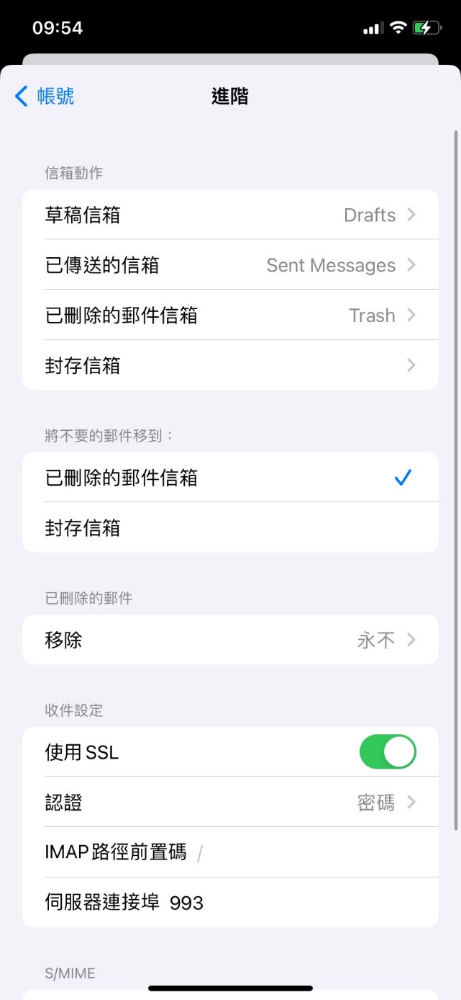 09:54
帳號 進階
信箱動作
草稿信箱 Drafts
已傳送的信箱 Sent Messages
已刪除的郵件信箱 Trash
封存信箱
將不要的郵件移到：
已刪除的郵件信箱
封存信箱
已刪除的郵件
移除 永不
收件設定
使用 SSL
認證 密碼
IMAP 路徑前置碼 /
伺服器連接埠 993
S/MIME